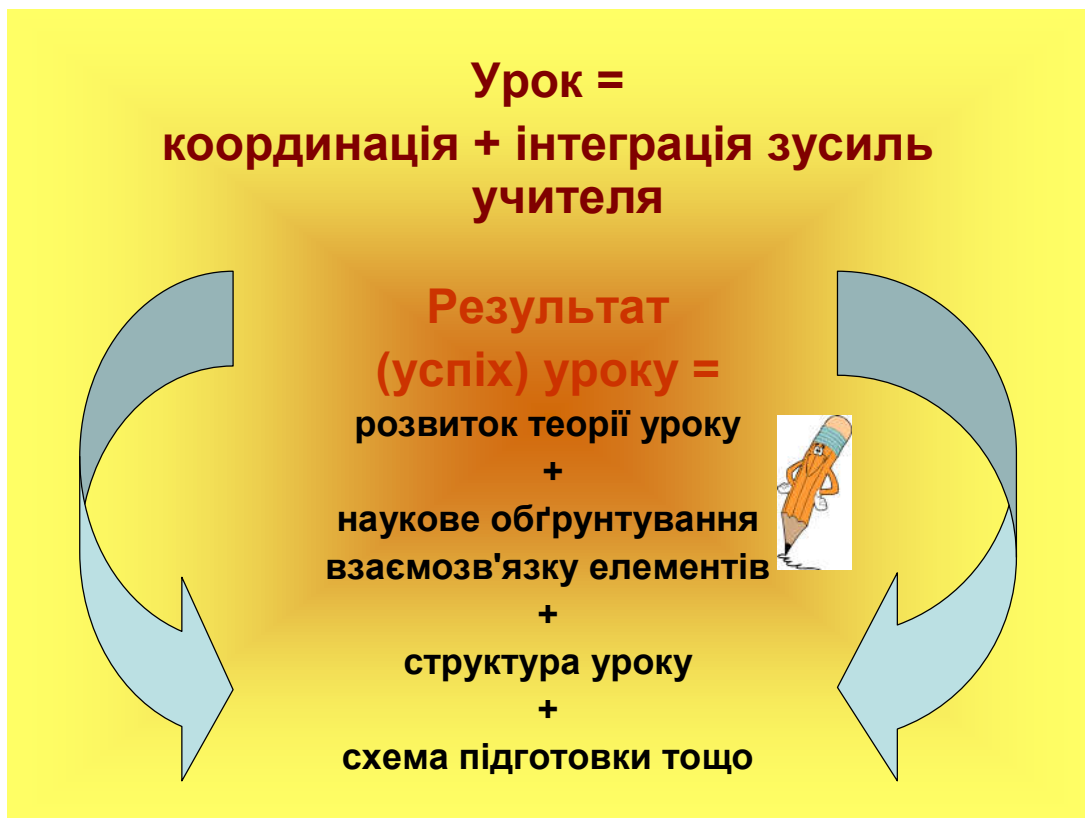 Урок =
координація + інтеграція зусиль
учителя
Результат
(успіх) уроку =
розвиток теорії уроку
+
наукове обґрунтування
взаємозв'язку елементів
+
структура уроку
+
схема підготовки тощо